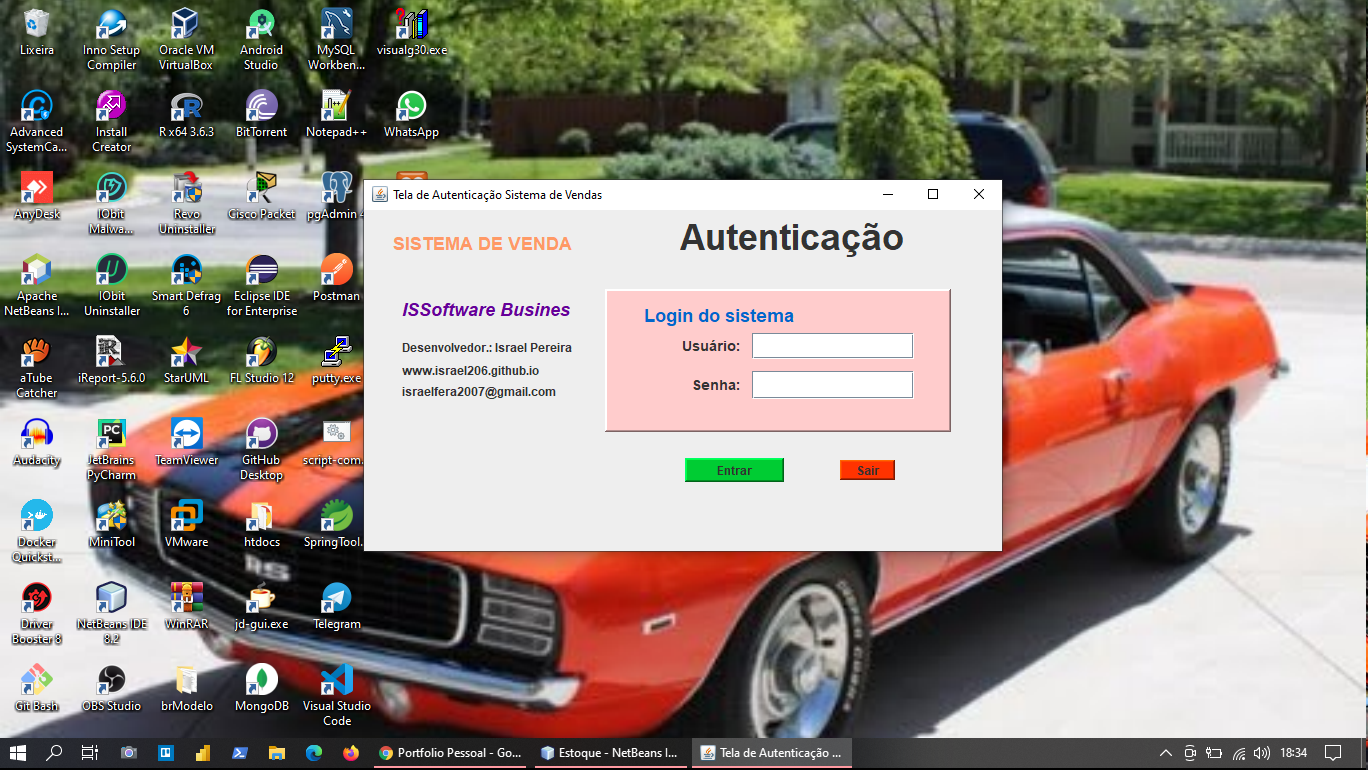 Lixeira
Inno Setup
Compiler
Oracle VM
VirtualBox
Android
Studio
MySQL
Workben...
visualg30.exe
Advanced
SystemCa...
Install
Creator
R x64 3.6.3
BitTorrent
Notepad++
WhatsApp
AnyDesk
IObit
Malwa...
Revo
Uninstaller
Cisco Packet
pgAdmin 4
Apache
NetBeans I...
IObit
Uninstaller
Smart Defrag
6
Eclipse IDE
for Enterprise
Postman
aTube
Catcher
iReport-5.6.0
StarUML
FL Studio 12
putty.exe
Audacity
JetBrains
PyCharm
TeamViewer
GitHub
Desktop
script-com.
Docker
Quickst...
MiniTool
VMware
htdocs
SpringTool.
Driver
Booster 8
NetBeans IDE
8.2
WinRAR
jd-gui.exe
Telegram
Git Bash
OBS Studio
brModelo
MongoDB
Visual Studio
Code
Tela de Autenticação Sistema de Vendas
SISTEMA DE VENDA
Autenticação
ISSoftware Busines
Desenvolvedor.: Israel Pereira
www.israel206.github.io
israelfera2007@gmail.com
Login do sistema
Usuário:
Senha:
Entrar
Sair
RS
Portfolio Pessoal - Go...
Estoque - NetBeans I...
Tela de Autenticação ...
18:34